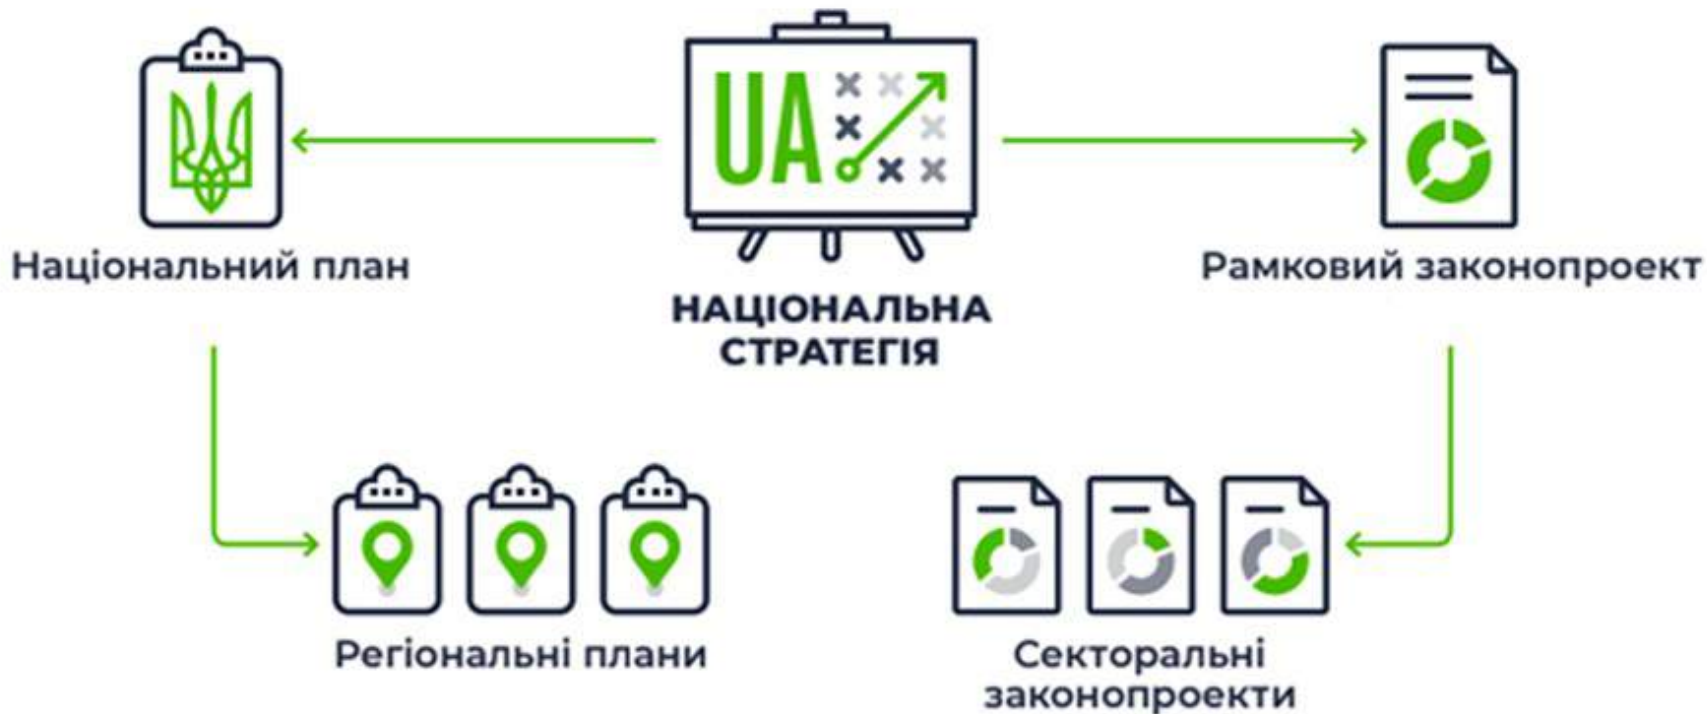 UA
Національний план
НАЦІОНАЛЬНА
СТРАТЕГІЯ
Рамковий законопроект
Регіональні плани
Секторальні
законопроекти